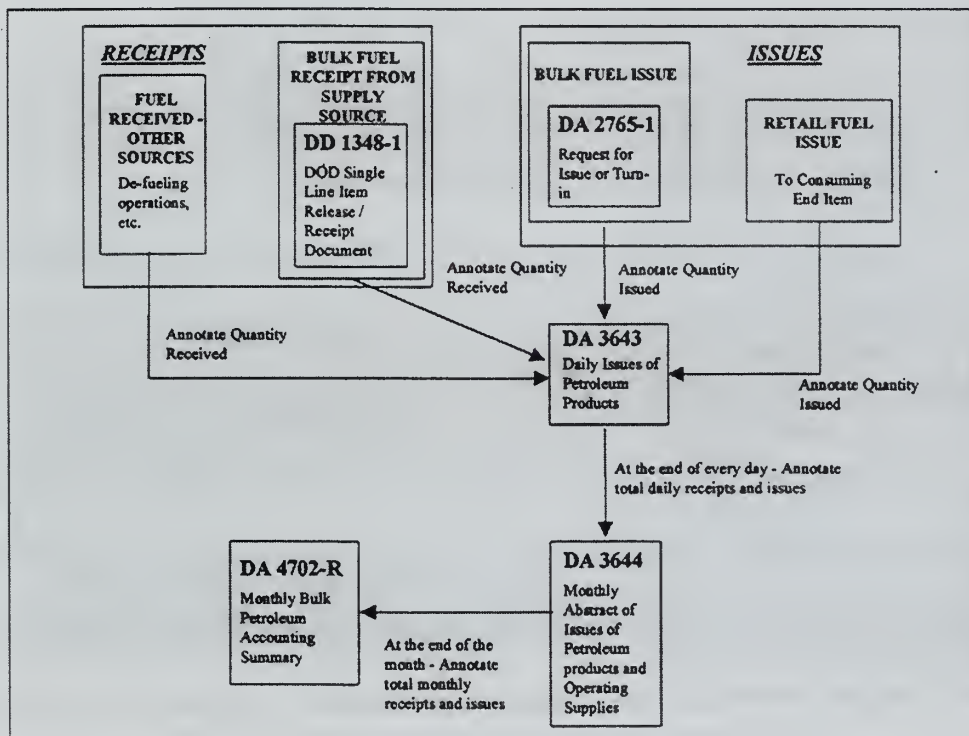 RECEIPTS
FUEL
RECEIVED -
OTHER
SOURCES
De-fueling
operations,
etc.
BULK FUEL
RECEIPT FROM
SUPPLY
SOURCE
DD 1348-1
DOD Single
Line Item
Release /
Receipt
Document
ISSUES
BULK FUEL ISSUE
DA 2765-1
Request for
Issue or Turn-
in
RETAIL FUEL
ISSUE
To Consuming
End Item
Annotate Quantity
Received
Annotate Quantity
Issued
Annotate Quantity
Received
DA 3643
Daily Issues of
Petroleum
Products
Annotate Quantity
Issued
At the end of every day - Annotate
total daily receipts and issues
DA 4702-R
Monthly Bulk
Petroleum
Accounting
Summary
At the end of the
month - Annotate
total monthly
receipts and issues
DA 3644
Monthly
Abstract of
Issues of
Petroleum
products and
Operating
Supplies